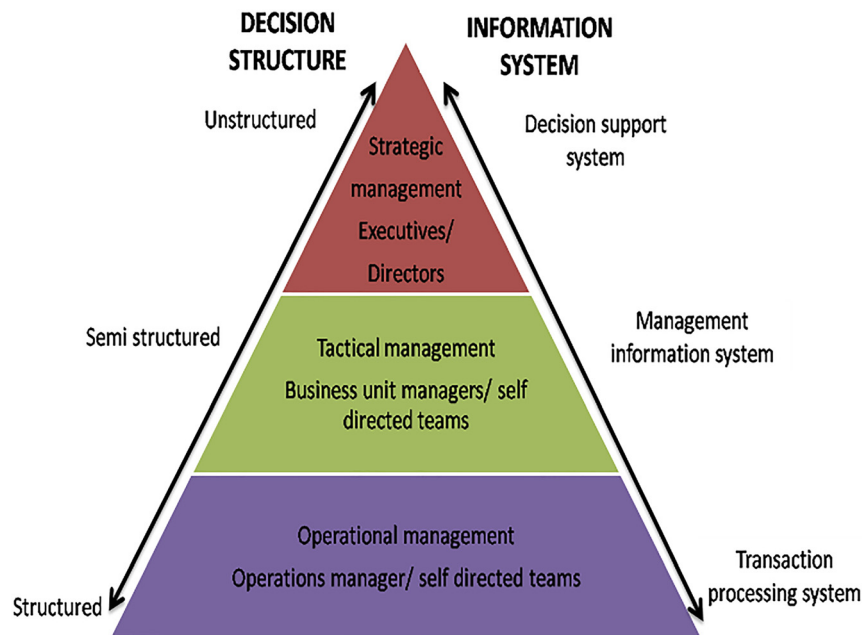 DECISION
STRUCTURE
INFORMATION
SYSTEM
Unstructured
Decision support
system
Strategic
management
Executives/
Directors
Semi structured
Management
information system
Tactical management
Business unit managers/ self
directed teams
Operational management
Operations manager/ self directed teams
Structured
Transaction
processing system